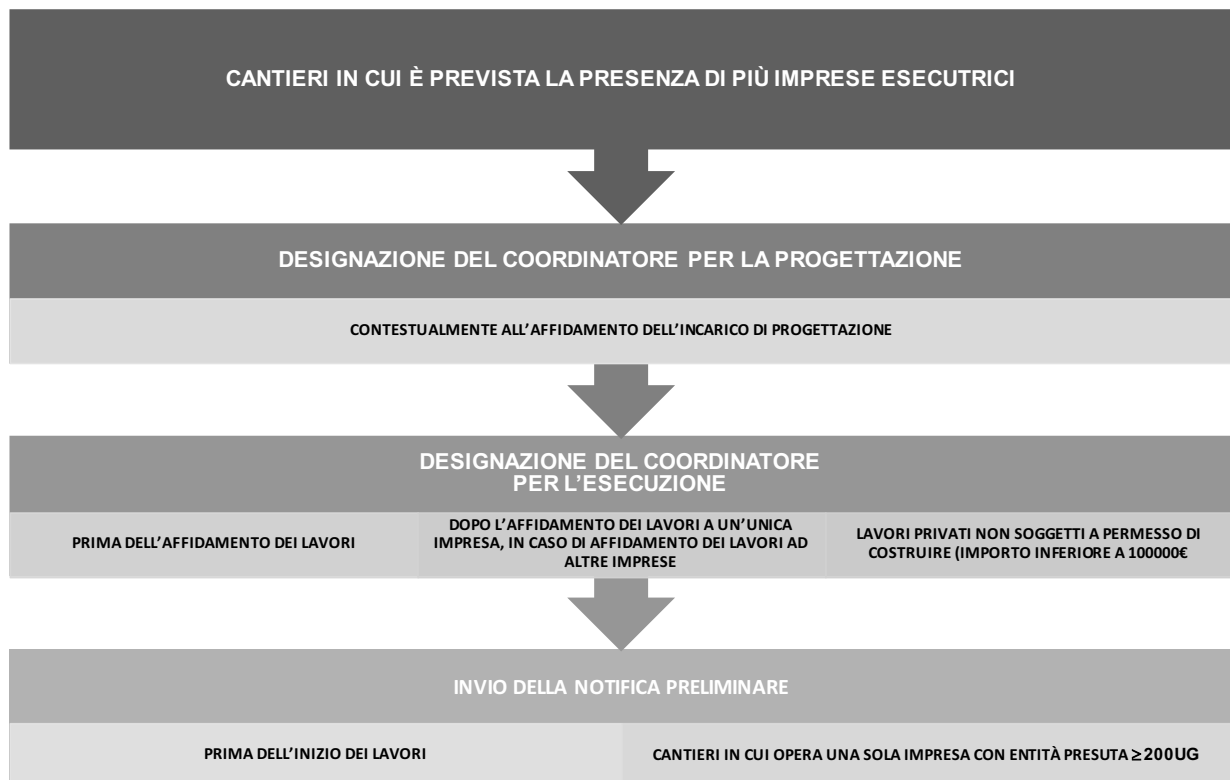 CANTIERI IN CUI È PREVISTA LA PRESENZA DI PIÙ IMPRESE ESECUTRICI
DESIGNAZIONE DEL COORDINATORE PER LA PROGETTAZIONE
CONTESTUALMENTE ALL'AFFIDAMENTO DELL'INCARICO DI PROGETTAZIONE
DESIGNAZIONE DEL COORDINATORE
PER L'ESECUZIONE
PRIMA DELL'AFFIDAMENTO DEI LAVORI
DOPO L'AFFIDAMENTO DEI LAVORI A UN'UNICA
IMPRESA, IN CASO DI AFFIDAMENTO DEI LAVORI AD
ALTRE IMPRESE
LAVORI PRIVATI NON SOGGETTI A PERMESSO DI
COSTRUIRE (IMPORTO INFERIORE A 100000€
INVIO DELLA NOTIFICA PRELIMINARE
PRIMA DELL'INIZIO DEI LAVORI
CANTIERI IN CUI OPERA UNA SOLA IMPRESA CON ENTITÀ PRESUTA ≥200UG